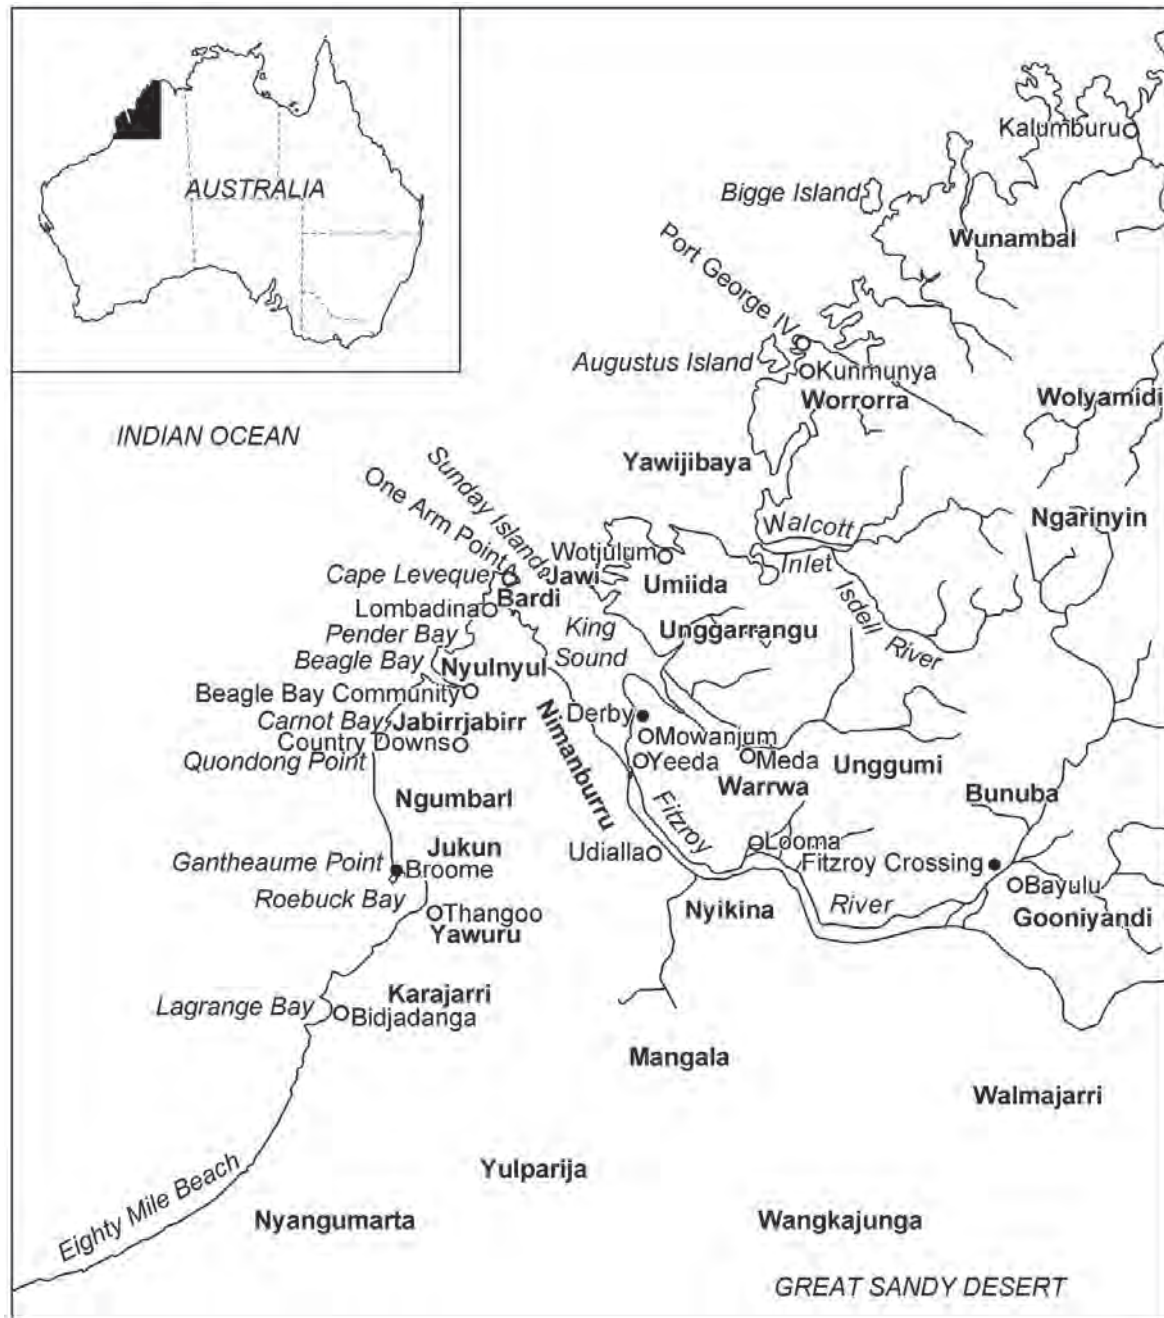 AUSTRALIA
Kalumburu
Bigge Island
Wunambal
Port George IV
Augustus Island
Kunmunya
Worrorra
Wolyamidi
INDIAN OCEAN
Yawijibaya
Sunday Island
One Arm Point
Ngarinyin
Walcott
Inlet
Wotjulum
Cape Leveque
Jawi
Umiida
Isdell
River
Bardi
Lombadina
King
Sound
Unggarrangu
Pender Bay
Beagle Bay
Nyulnyul
Beagle Bay Community
Nimanburru
Derby
Carnot Bay
Jabirrjabirr
Mowanjum
Country Downs
Quondong Point
Yeeda
Meda
Unggumi
Warrwa
Bunuba
Ngumbarl
Fitzroy
River
Jukun
Udialla
Looma
Gantheaume Point
Broome
Fitzroy Crossing
Roebuck Bay
Bayulu
Thangoo
Nyikina
Gooniyandi
Yawuru
Karajarri
Lagrange Bay
Bidjadanga
Mangala
Walmajarri
Yulparija
Eighty Mile Beach
Nyangumarta
Wangkajunga
GREAT SANDY DESERT